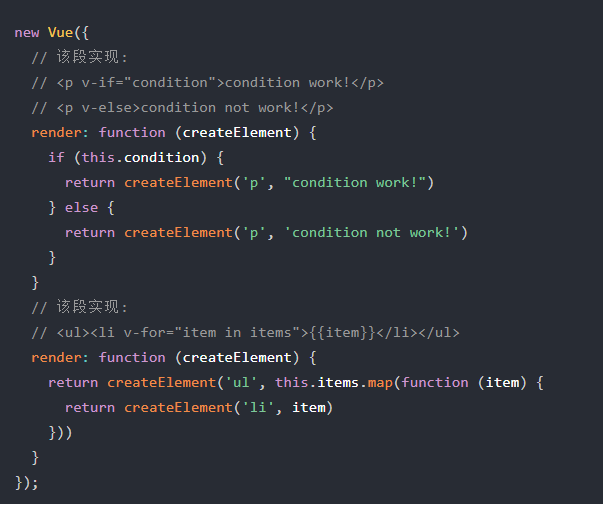 new Vue({
  // 该段实现:
  // <p v-if="condition">condition work!</p>
  // <p v-else>condition not work!</p>
  render: function (createElement) {
    if (this.condition) {
      return createElement('p', "condition work!")
    } else {
      return createElement('p', 'condition not work!')
    }
  }
  // 该段实现:
  // <ul><li v-for="item in items">{{item}}</li></ul>
  render: function (createElement) {
    return createElement('ul', this.items.map(function (item) {
      return createElement('li', item)
    }))
  }
});